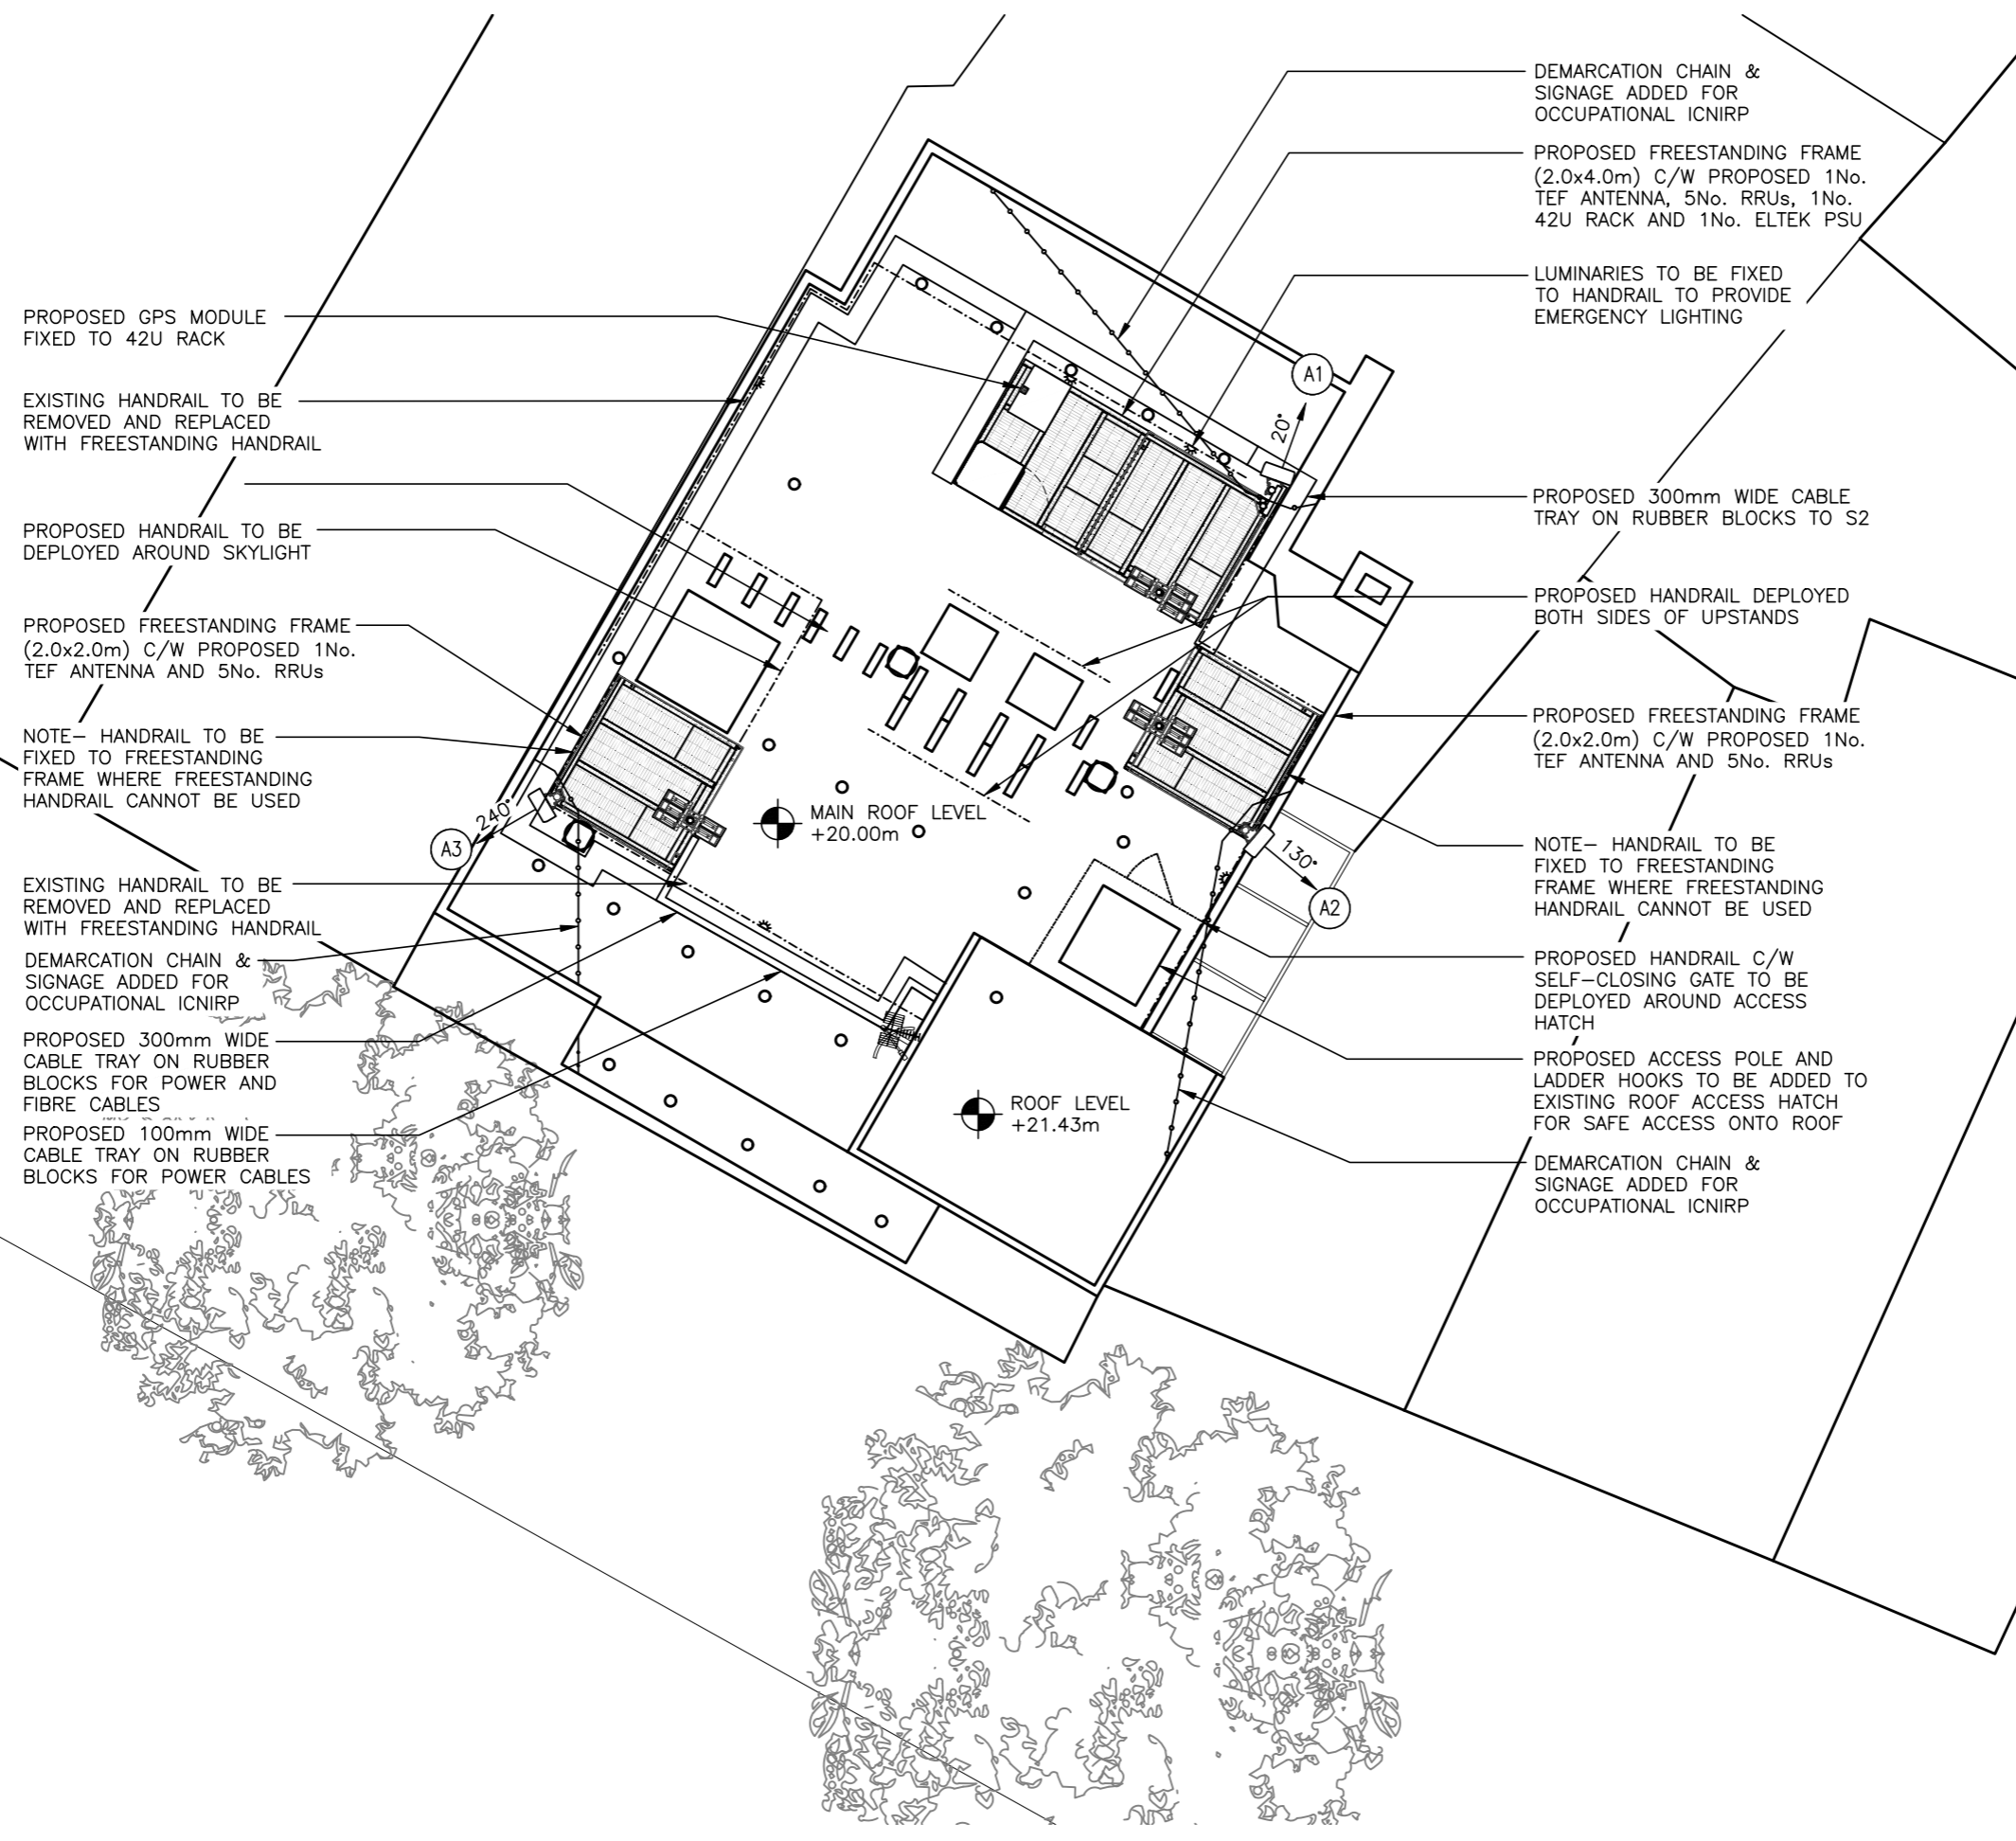 DEMARCATION CHAIN &
SIGNAGE ADDED FOR
OCCUPATIONAL ICNIRP
PROPOSED FREESTANDING FRAME
(2.0x4.0m) C/W PROPOSED 1No.
TEF ANTENNA, 5No. RRUs, 1No.
42U RACK AND 1No. ELTEK PSU
LUMINARIES TO BE FIXED
TO HANDRAIL TO PROVIDE
EMERGENCY LIGHTING
PROPOSED 300mm WIDE CABLE
TRAY ON RUBBER BLOCKS TO S2
PROPOSED HANDRAIL DEPLOYED
BOTH SIDES OF UPSTANDS
PROPOSED FREESTANDING FRAME
(2.0x2.0m) C/W PROPOSED 1No.
TEF ANTENNA AND 5No. RRUs
NOTE- HANDRAIL TO BE
FIXED TO FREESTANDING
FRAME WHERE FREESTANDING
HANDRAIL CANNOT BE USED
PROPOSED HANDRAIL C/W
SELF-CLOSING GATE TO BE
DEPLOYED AROUND ACCESS
HATCH
PROPOSED ACCESS POLE AND
LADDER HOOKS TO BE ADDED TO
EXISTING ROOF ACCESS HATCH
FOR SAFE ACCESS ONTO ROOF
DEMARCATION CHAIN &
SIGNAGE ADDED FOR
OCCUPATIONAL ICNIRP
PROPOSED GPS MODULE
FIXED TO 42U RACK
EXISTING HANDRAIL TO BE
REMOVED AND REPLACED
WITH FREESTANDING HANDRAIL
PROPOSED HANDRAIL TO BE
DEPLOYED AROUND SKYLIGHT
PROPOSED FREESTANDING FRAME
(2.0x2.0m) C/W PROPOSED 1No.
TEF ANTENNA AND 5No. RRUs
NOTE- HANDRAIL TO BE
FIXED TO FREESTANDING
FRAME WHERE FREESTANDING
HANDRAIL CANNOT BE USED
EXISTING HANDRAIL TO BE
REMOVED AND REPLACED
WITH FREESTANDING HANDRAIL
DEMARCATION CHAIN &
SIGNAGE ADDED FOR
OCCUPATIONAL ICNIRP
PROPOSED 300mm WIDE
CABLE TRAY ON RUBBER
BLOCKS FOR POWER AND
FIBRE CABLES
PROPOSED 100mm WIDE
CABLE TRAY ON RUBBER
BLOCKS FOR POWER CABLES
A1
20°
A2
130°
A3
240°
MAIN ROOF LEVEL
+20.00m
ROOF LEVEL
+21.43m